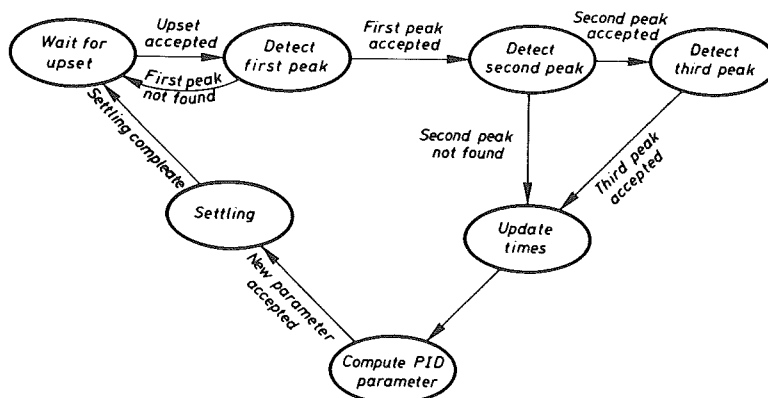 Wait for
upset
Upset
accepted
Detect
first peak
First peak
not found
First peak
accepted
Detect
second peak
Second peak
accepted
Detect
third peak
Second peak
not found
Third peak
accepted
Update
times
Compute PID
parameter
New parameter
accepted
Settling
Settling compleate